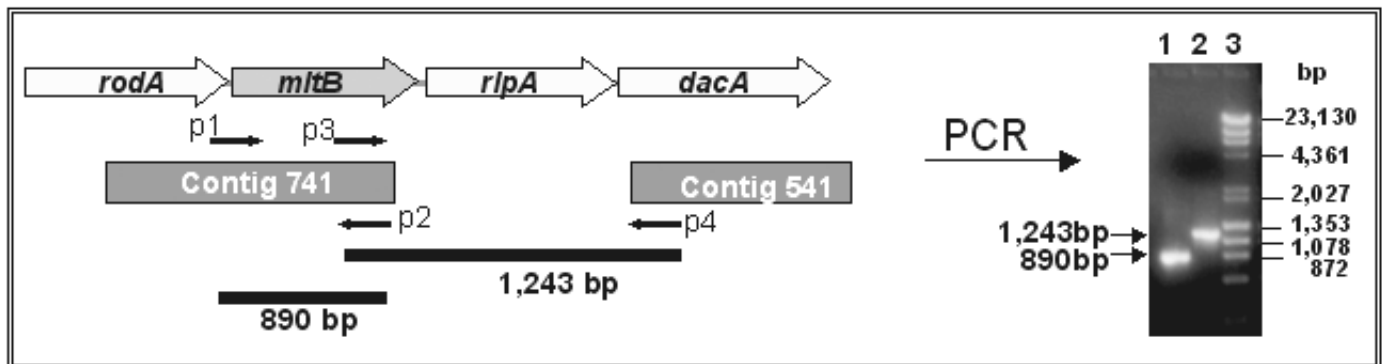 rodA mltB rlpA dacA
p1 p3
Contig 741 Contig 541
p2 p4
1,243 bp
890 bp
PCR
1 2 3
bp
23,130
4,361
2,027
1,353
1,078
872
1,243bp
890bp